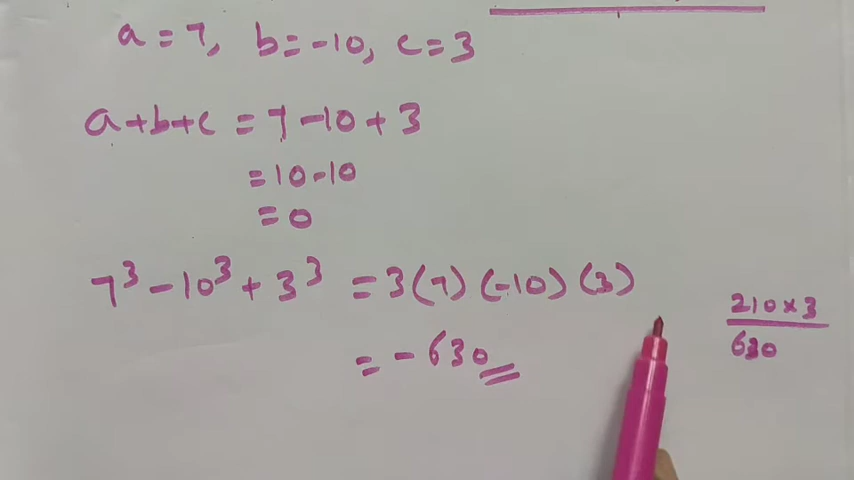 a = 7, b = -10, c = 3
a+b+c = 7 -10 + 3
= 10 -10
= 0
7³ - 10³ + 3³ = 3(7) (-10) (3)
= - 630
210 x 3
630